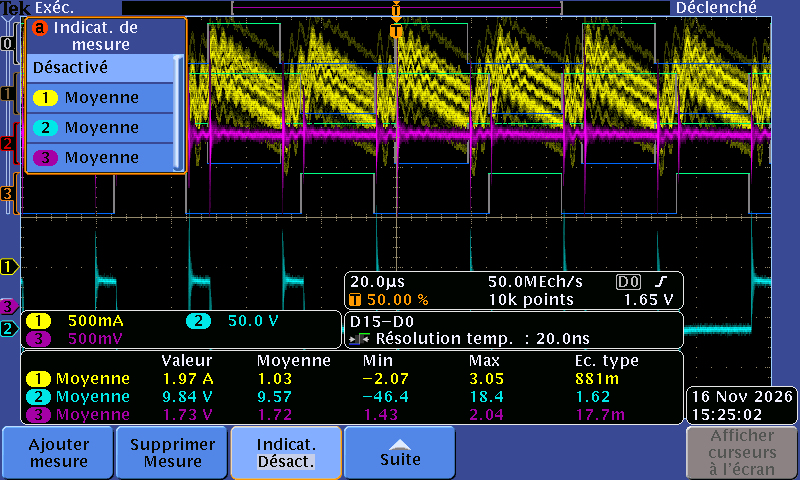 Tek Exéc. Déclenché
a Indicat. de
mesure
Désactivé
1 Moyenne
2 Moyenne
3 Moyenne
0
1
2
3
T
1
3
2
20.0µs 50.0MEch/s D0
T 50.00 % 10k points 1.65 V
1 500mA 2 50.0 V
3 500mV
D15-D0
Résolution temp. : 20.0ns
Valeur Moyenne Min Max Ec. type
1 Moyenne 1.97 A 1.03 −2.07 3.05 881m
2 Moyenne 9.84 V 9.57 −46.4 18.4 1.62
3 Moyenne 1.73 V 1.72 1.43 2.04 17.7m
16 Nov 2026
15:25:02
Ajouter
mesure
Supprimer
Mesure
Indicat.
Désact.
Suite
Afficher
curseurs
à l'écran